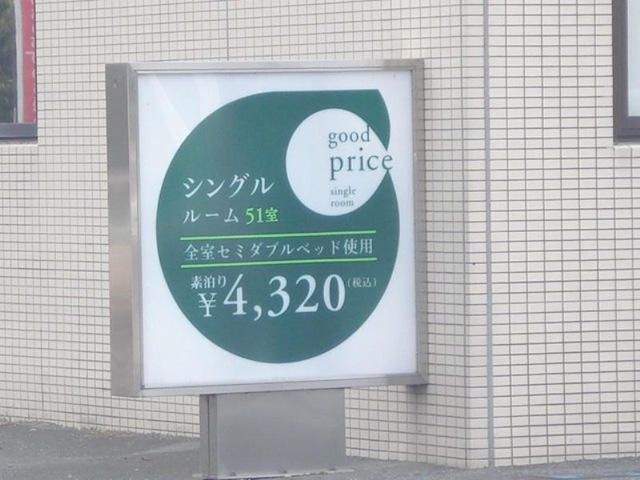 good
price
single
room
シングル
ルーム 51室
全室セミダブルベッド使用
素泊り
¥4,320(税込)